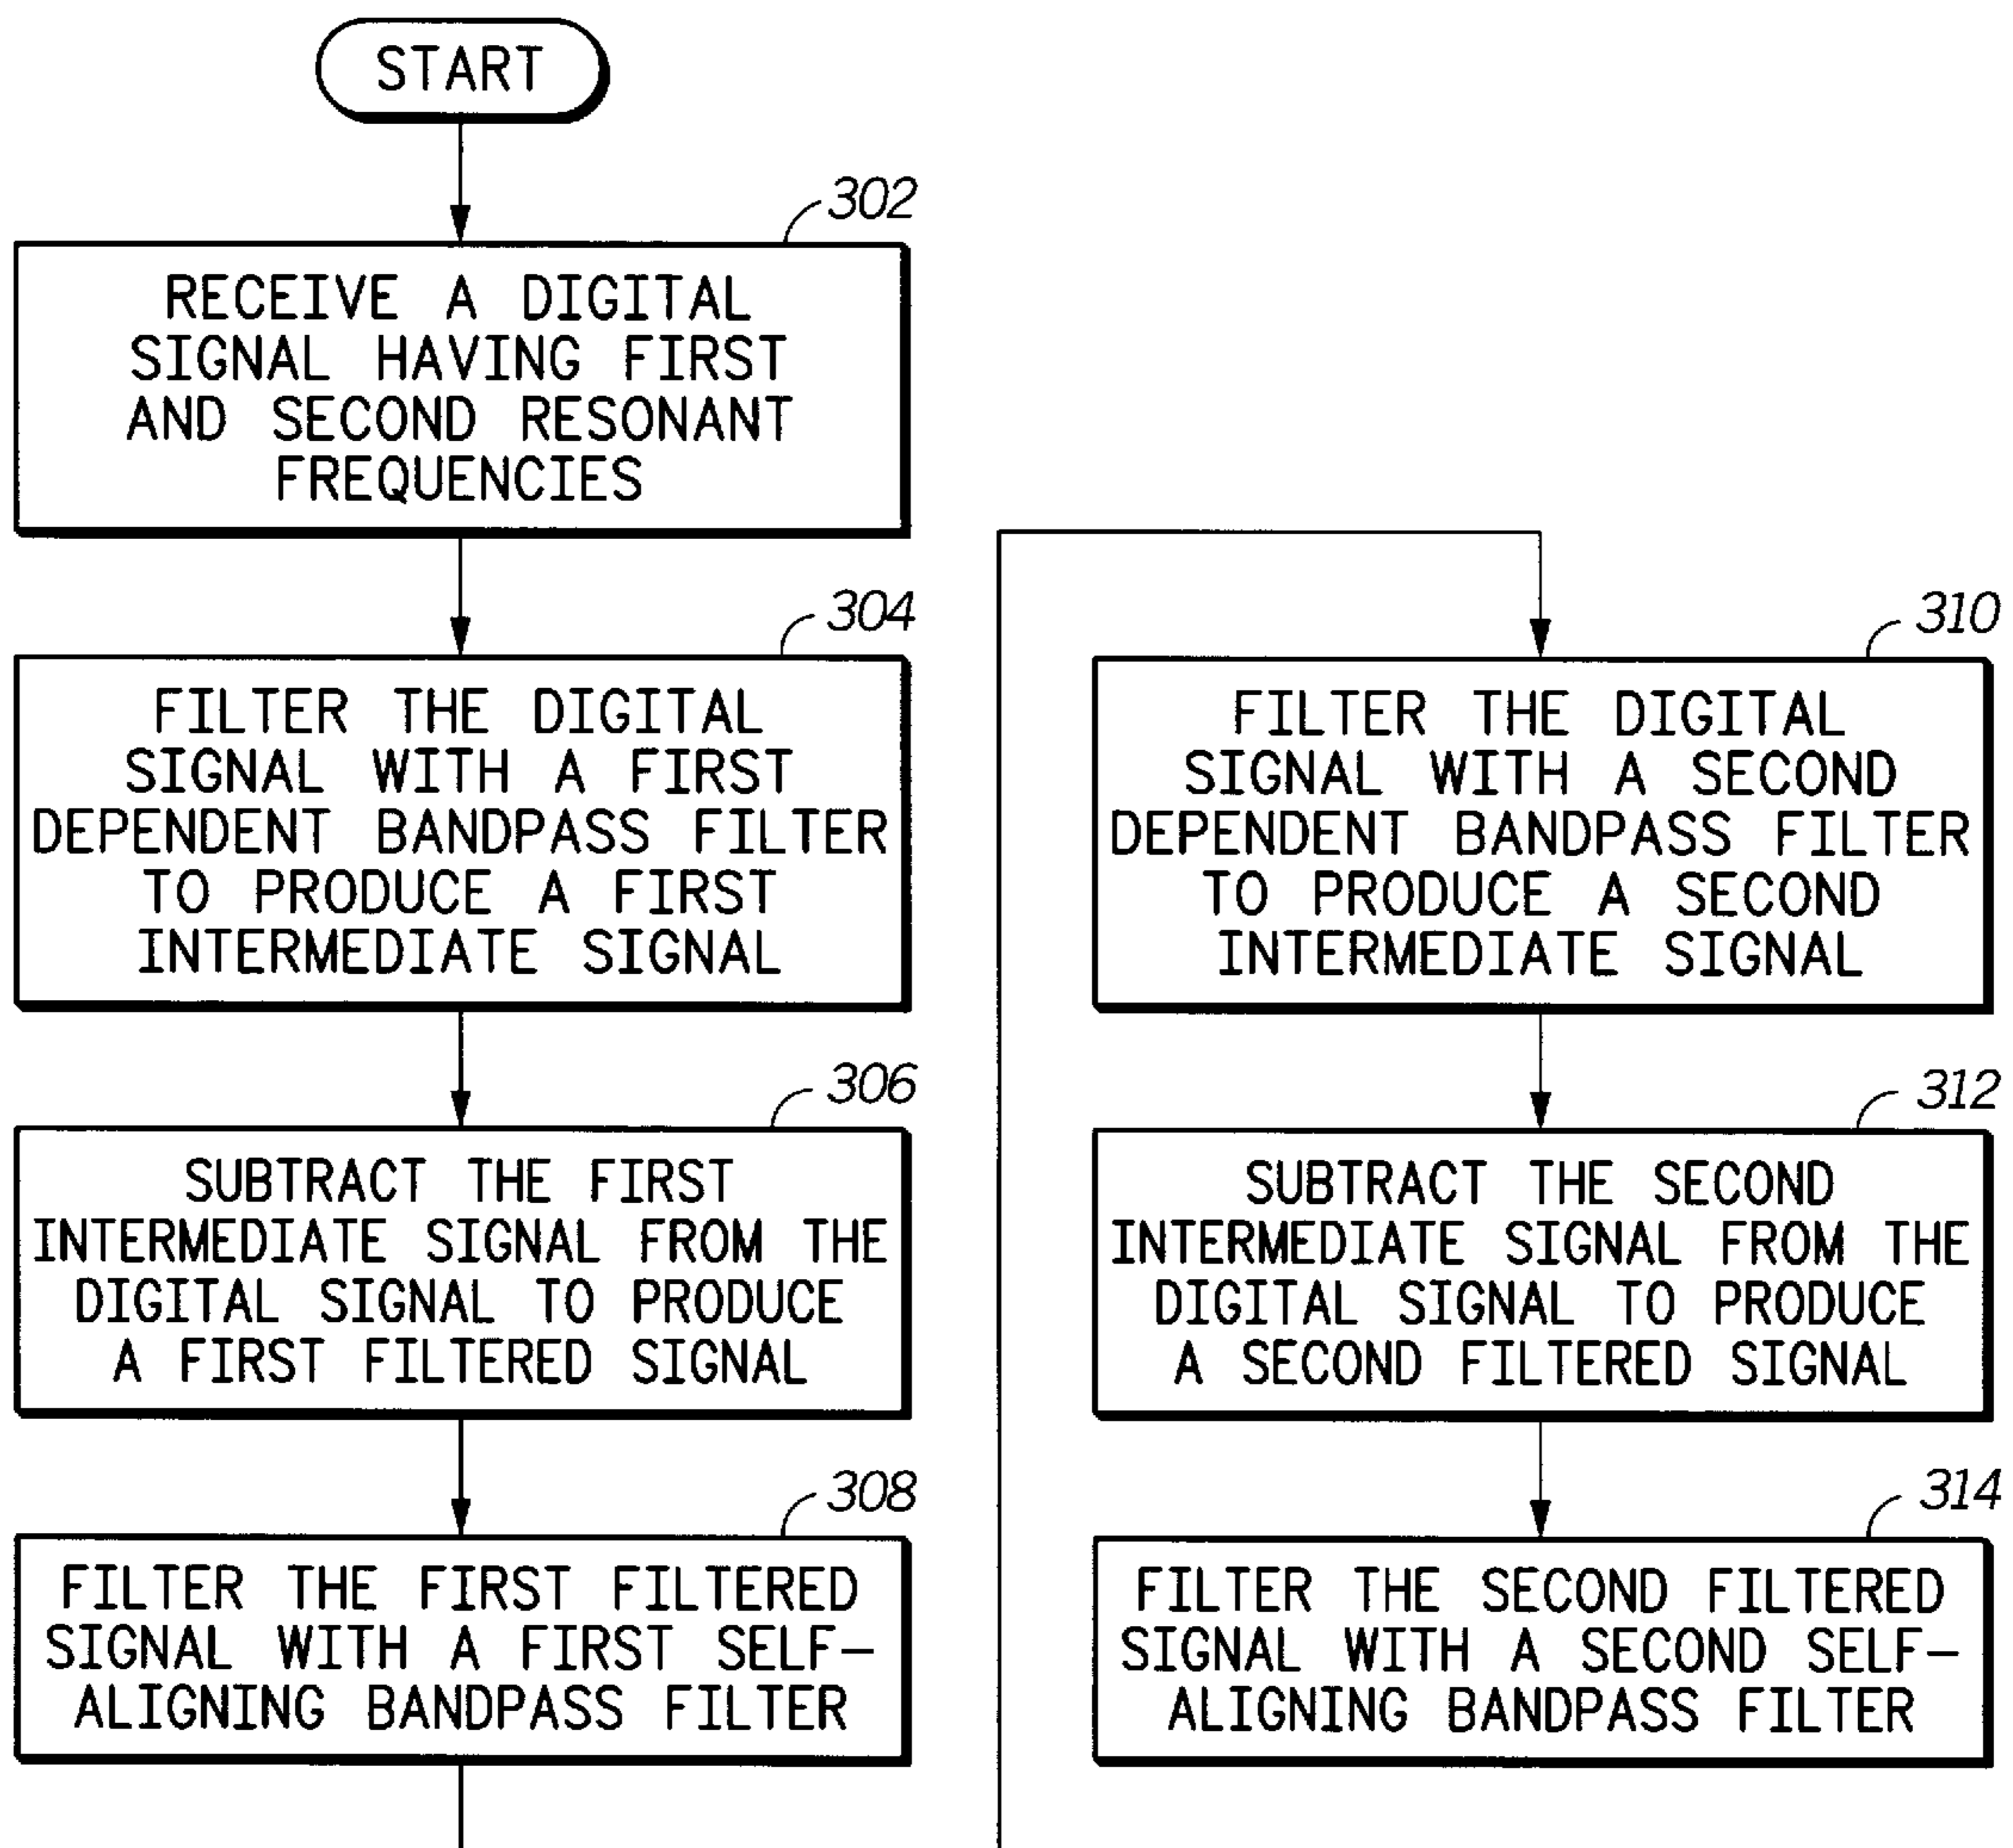 START
302
RECEIVE A DIGITAL
SIGNAL HAVING FIRST
AND SECOND RESONANT
FREQUENCIES
304
FILTER THE DIGITAL
SIGNAL WITH A FIRST
DEPENDENT BANDPASS FILTER
TO PRODUCE A FIRST
INTERMEDIATE SIGNAL
306
SUBTRACT THE FIRST
INTERMEDIATE SIGNAL FROM THE
DIGITAL SIGNAL TO PRODUCE
A FIRST FILTERED SIGNAL
308
FILTER THE FIRST FILTERED
SIGNAL WITH A FIRST SELF-
ALIGNING BANDPASS FILTER
310
FILTER THE DIGITAL
SIGNAL WITH A SECOND
DEPENDENT BANDPASS FILTER
TO PRODUCE A SECOND
INTERMEDIATE SIGNAL
312
SUBTRACT THE SECOND
INTERMEDIATE SIGNAL FROM THE
DIGITAL SIGNAL TO PRODUCE
A SECOND FILTERED SIGNAL
314
FILTER THE SECOND FILTERED
SIGNAL WITH A SECOND SELF-
ALIGNING BANDPASS FILTER